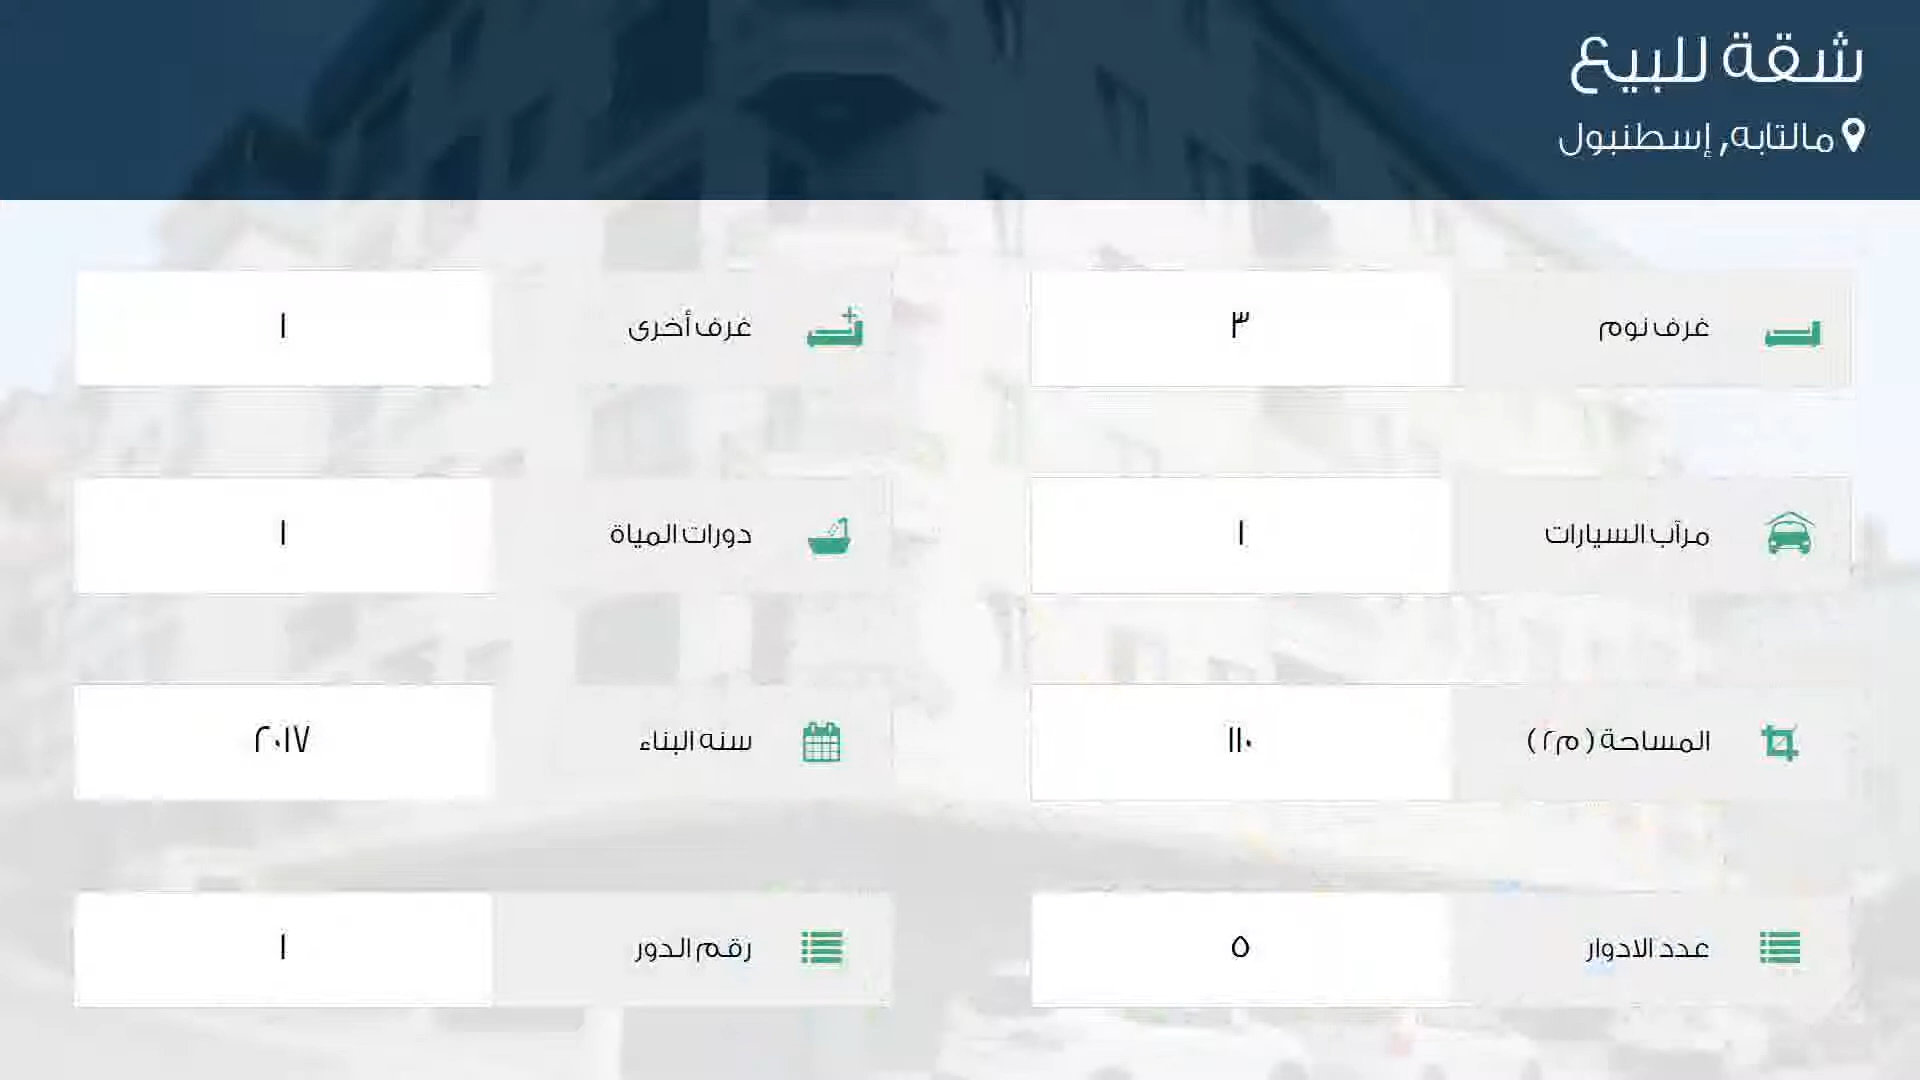 شقة للبيع
مالتابه, إسطنبول
غرف نوم
٣
غرف أخرى
١
مرآب السيارات
١
دورات المياة
١
المساحة ( م٢ )
١١٠
سنه البناء
٢٠١٧
عدد الادوار
٥
رقم الدور
١